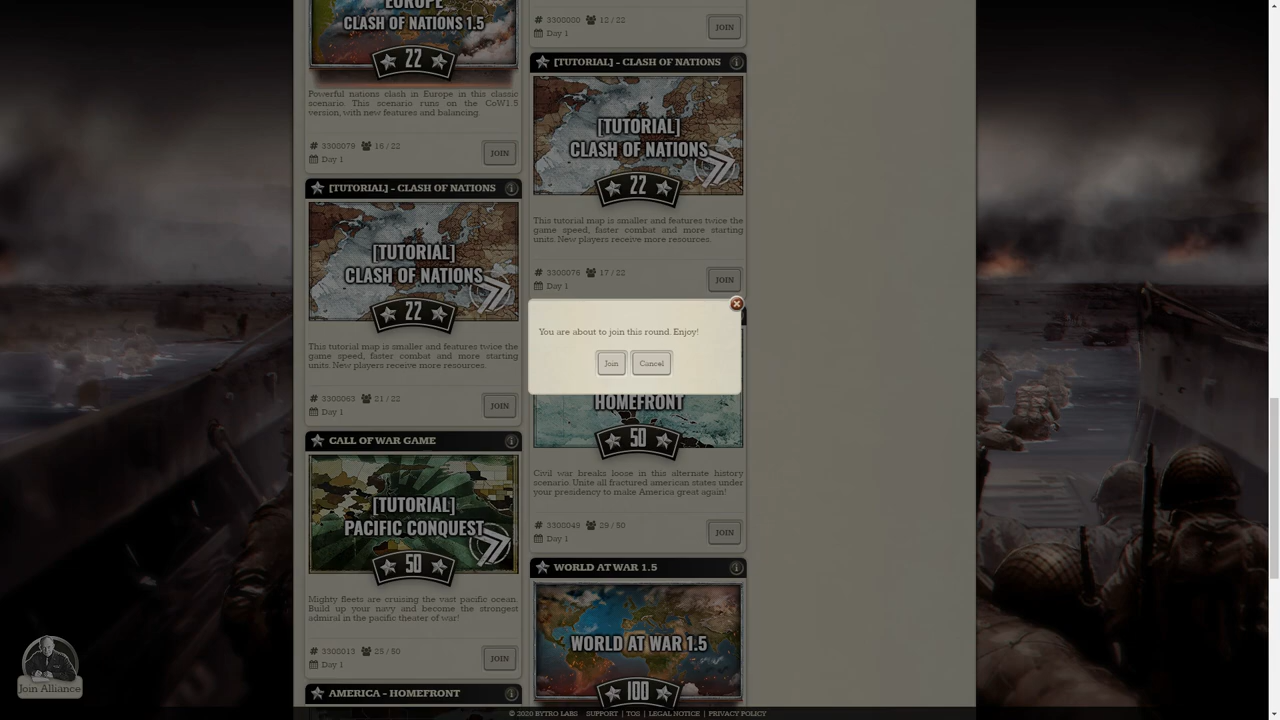 EUROPE
CLASH OF NATIONS 1.5
22
Powerful nations clash in Europe in this classic
scenario. This scenario runs on the CoW1.5
version, with new features and balancing.
# 3300079 16 / 22
Day 1
JOIN
[TUTORIAL] - CLASH OF NATIONS
[TUTORIAL]
CLASH OF NATIONS
22
This tutorial map is smaller and features twice the
game speed, faster combat and more starting
units. New players receive more resources.
# 3300063 21 / 22
Day 1
JOIN
CALL OF WAR GAME
[TUTORIAL]
PACIFIC CONQUEST
50
Mighty fleets are cruising the vast pacific ocean.
Build up your navy and become the strongest
admiral in the pacific theater of war!
# 3300013 25 / 50
Day 1
JOIN
AMERICA - HOMEFRONT
# 3300080 12 / 22
Day 1
JOIN
[TUTORIAL] - CLASH OF NATIONS
[TUTORIAL]
CLASH OF NATIONS
22
This tutorial map is smaller and features twice the
game speed, faster combat and more starting
units. New players receive more resources.
# 3300076 17 / 22
Day 1
JOIN
You are about to join this round. Enjoy!
Join Cancel
HOMEFRONT
50
Civil war breaks loose in this alternate history
scenario. Unite all fractured american states under
your presidency to make America great again!
# 3300049 29 / 50
Day 1
JOIN
WORLD AT WAR 1.5
WORLD AT WAR 1.5
100
Join Alliance
© 2020 BYTRO LABS SUPPORT | TOS | LEGAL NOTICE | PRIVACY POLICY